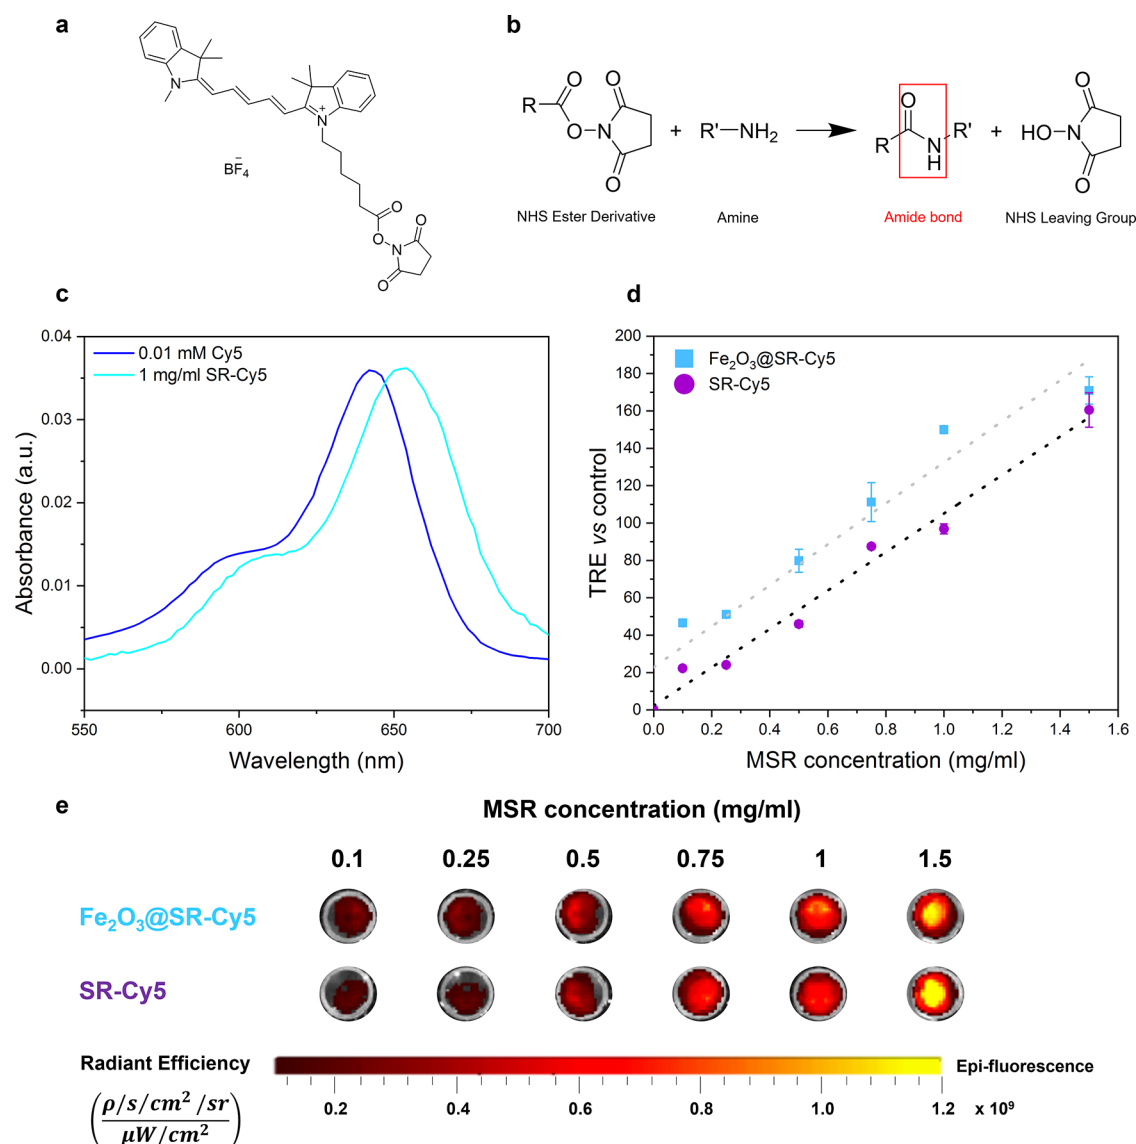 a
N
N
+
BF₄⁻
O
O
N
O
O
b
R
O
O
N
O
O
+
R'—NH₂
R
O
N
H
R'
+
HO
N
O
O
NHS Ester Derivative
Amine
Amide bond
NHS Leaving Group
c
0.04
0.03
0.02
0.01
0.00
Absorbance (a.u.)
0.01 mM Cy5
1 mg/ml SR-Cy5
550
600
650
700
Wavelength (nm)
d
200
180
160
140
120
100
80
60
40
20
0
TRE vs control
Fe₂O₃@SR-Cy5
SR-Cy5
0.0
0.2
0.4
0.6
0.8
1.0
1.2
1.4
1.6
MSR concentration (mg/ml)
e
MSR concentration (mg/ml)
0.1 0.25 0.5 0.75 1 1.5
Fe₂O₃@SR-Cy5
SR-Cy5
Radiant Efficiency
(ρ/s/cm² /sr
μW/cm²)
Epi-fluorescence
0.2 0.4 0.6 0.8 1.0 1.2 x 10⁹